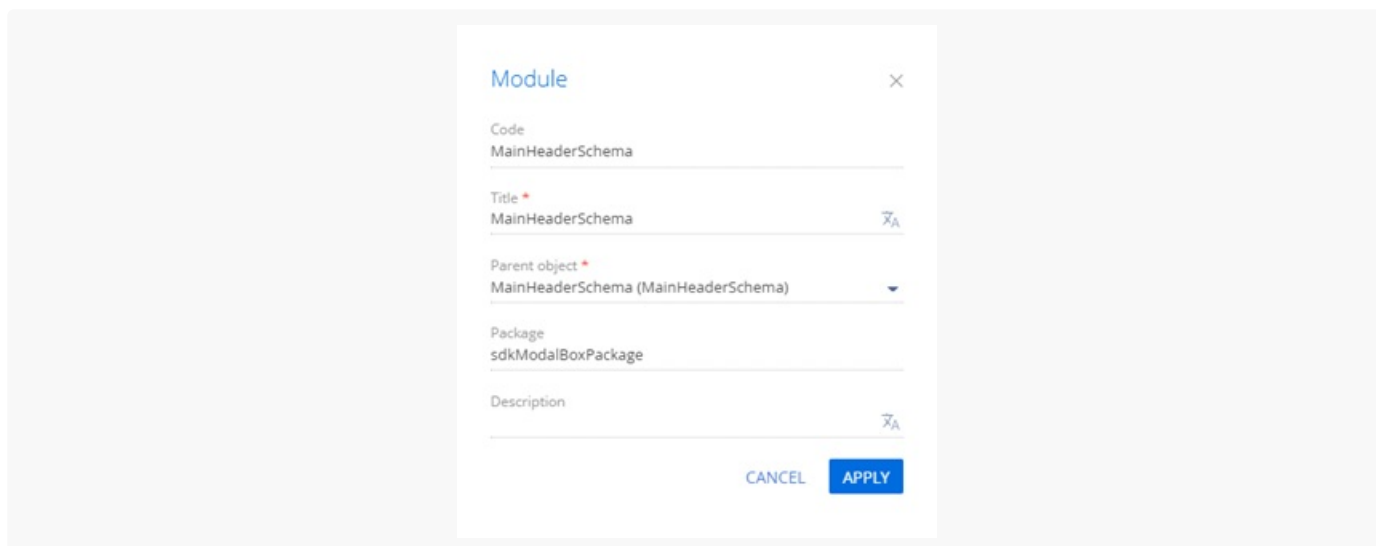 Module
Code
MainHeaderSchema
Title *
MainHeaderSchema
Parent object *
MainHeaderSchema (MainHeaderSchema)
Package
sdkModalBoxPackage
Description
CANCEL APPLY